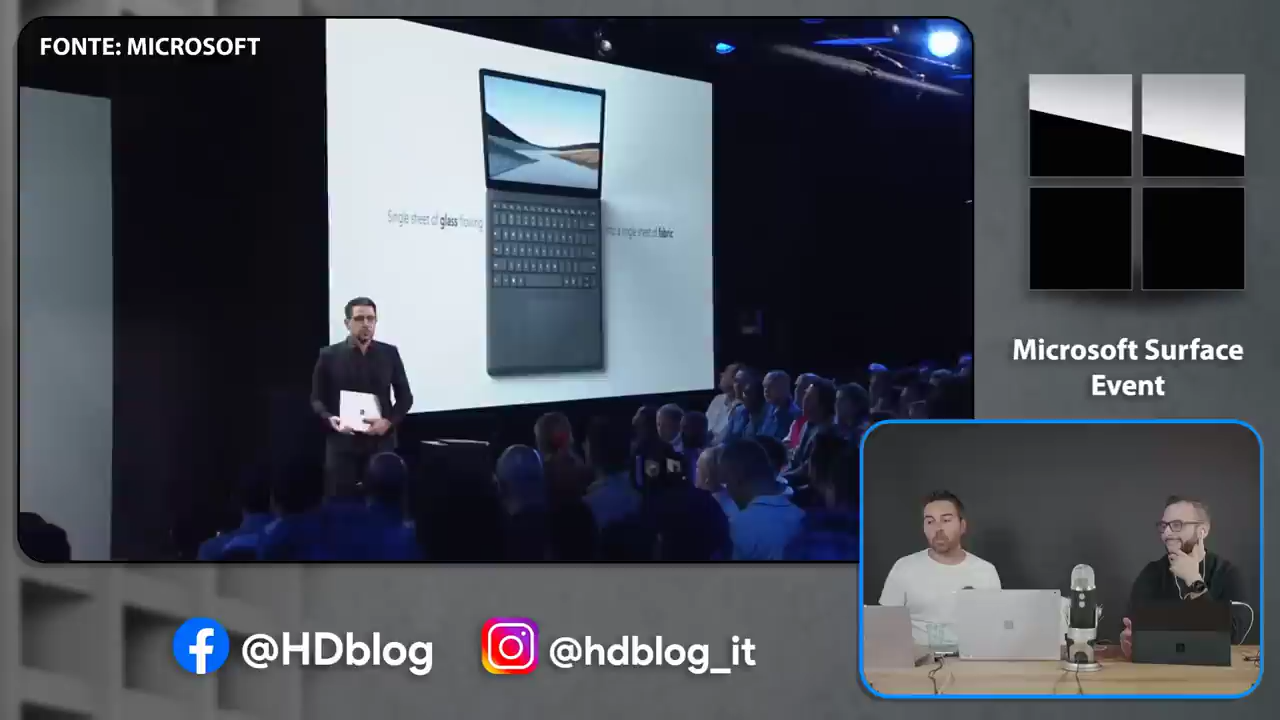 FONTE: MICROSOFT
Single sheet of glass flowing
into a single sheet of fabric
Microsoft Surface
Event
@HDblog
@hdblog_it